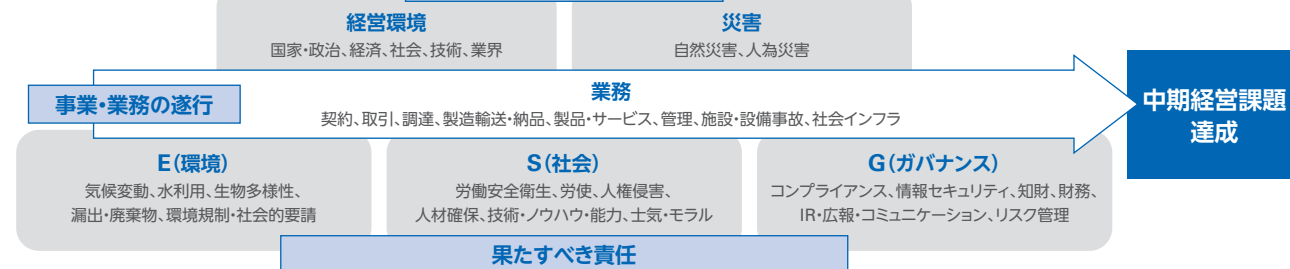 経営環境
国家・政治、経済、社会、技術、業界
災害
自然災害、人為災害
事業・業務の遂行
業務
契約、取引、調達、製造輸送・納品、製品・サービス、管理、施設・設備事故、社会インフラ
中期経営課題
達成
E(環境)
気候変動、水利用、生物多様性、
漏出・廃棄物、環境規制・社会的要請
S(社会)
労働安全衛生、労使、人権侵害、
人材確保、技術・ノウハウ・能力、士気・モラル
G(ガバナンス)
コンプライアンス、情報セキュリティ、知財、財務、
IR・広報・コミュニケーション、リスク管理
果たすべき責任